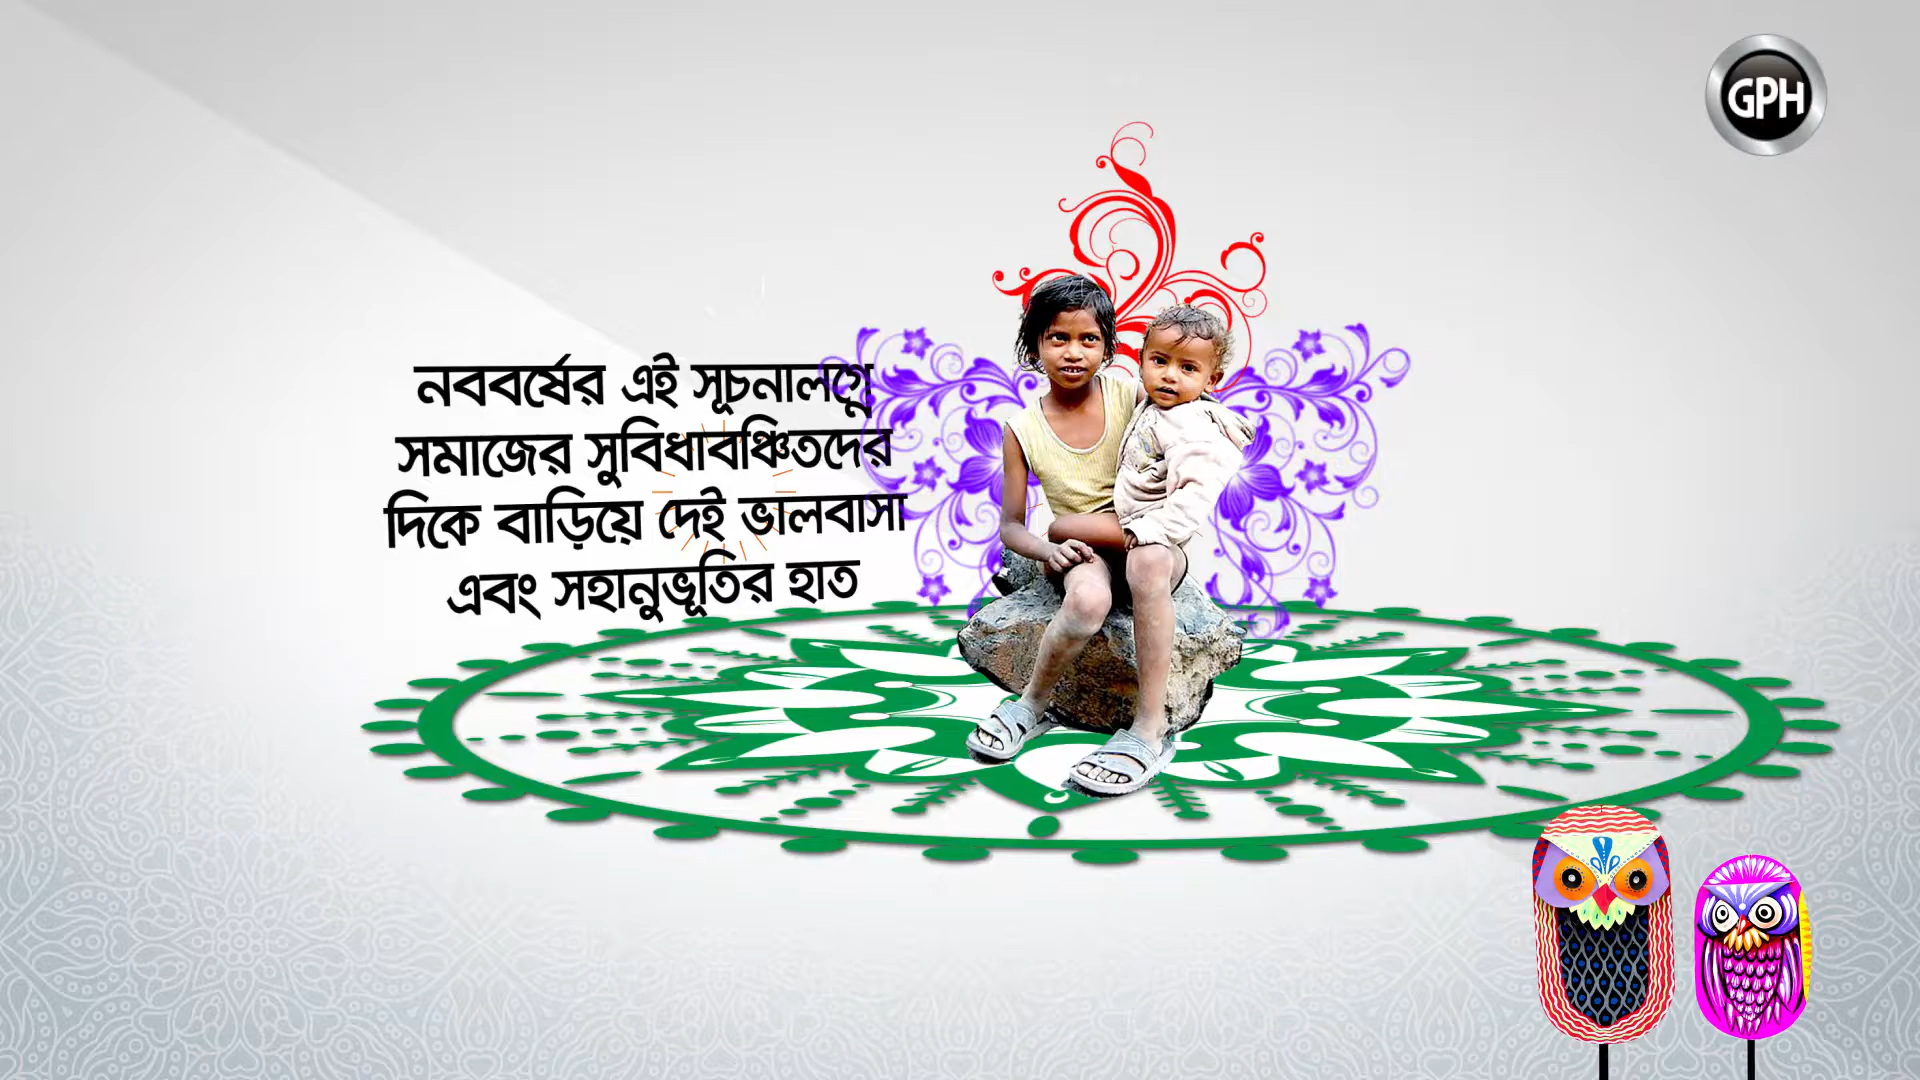 GPH
নববর্ষের এই সূচনালগ্নে
সমাজের সুবিধাবঞ্চিতদের
দিকে বাড়িয়ে দেই ভালবাসা
এবং সহানুভূতির হাত